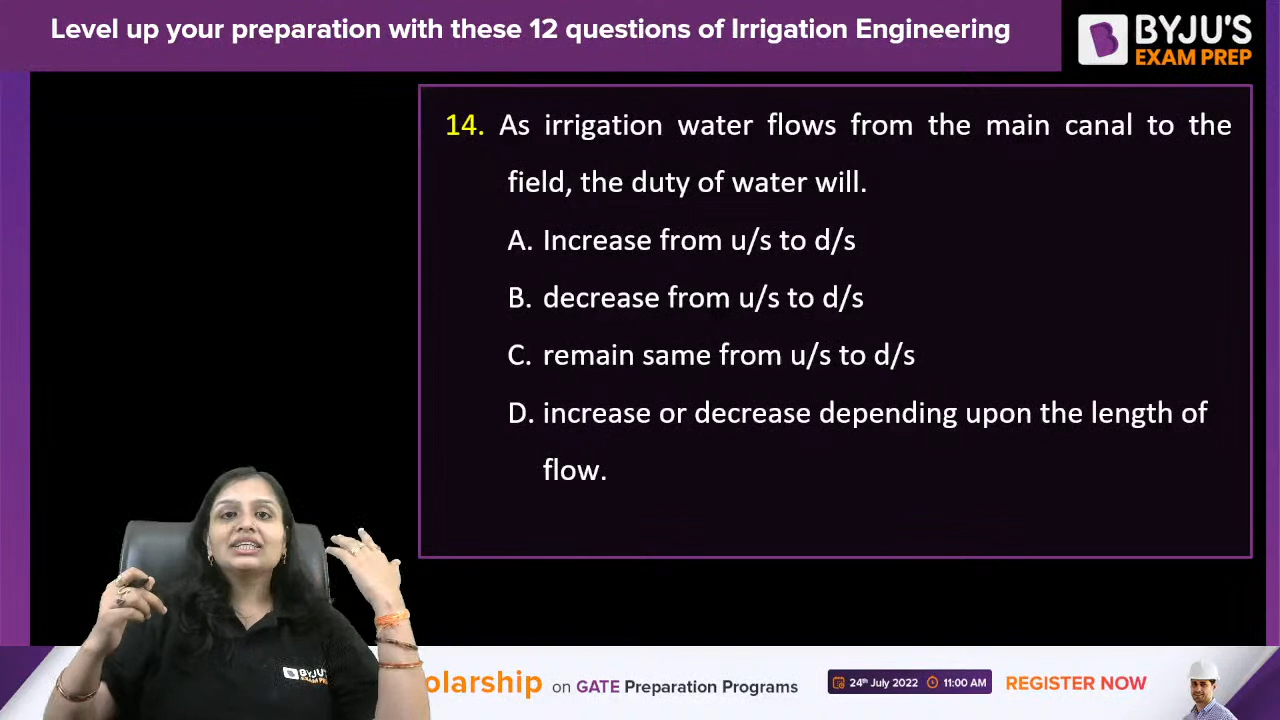 Level up your preparation with these 12 questions of Irrigation Engineering
BYJU'S
EXAM PREP
14. As irrigation water flows from the main canal to the
field, the duty of water will.
A. Increase from u/s to d/s
B. decrease from u/s to d/s
C. remain same from u/s to d/s
D. increase or decrease depending upon the length of
flow.
BYJU'S
EXAM PREP
olarship on GATE Preparation Programs
24th July 2022 11:00 AM
REGISTER NOW